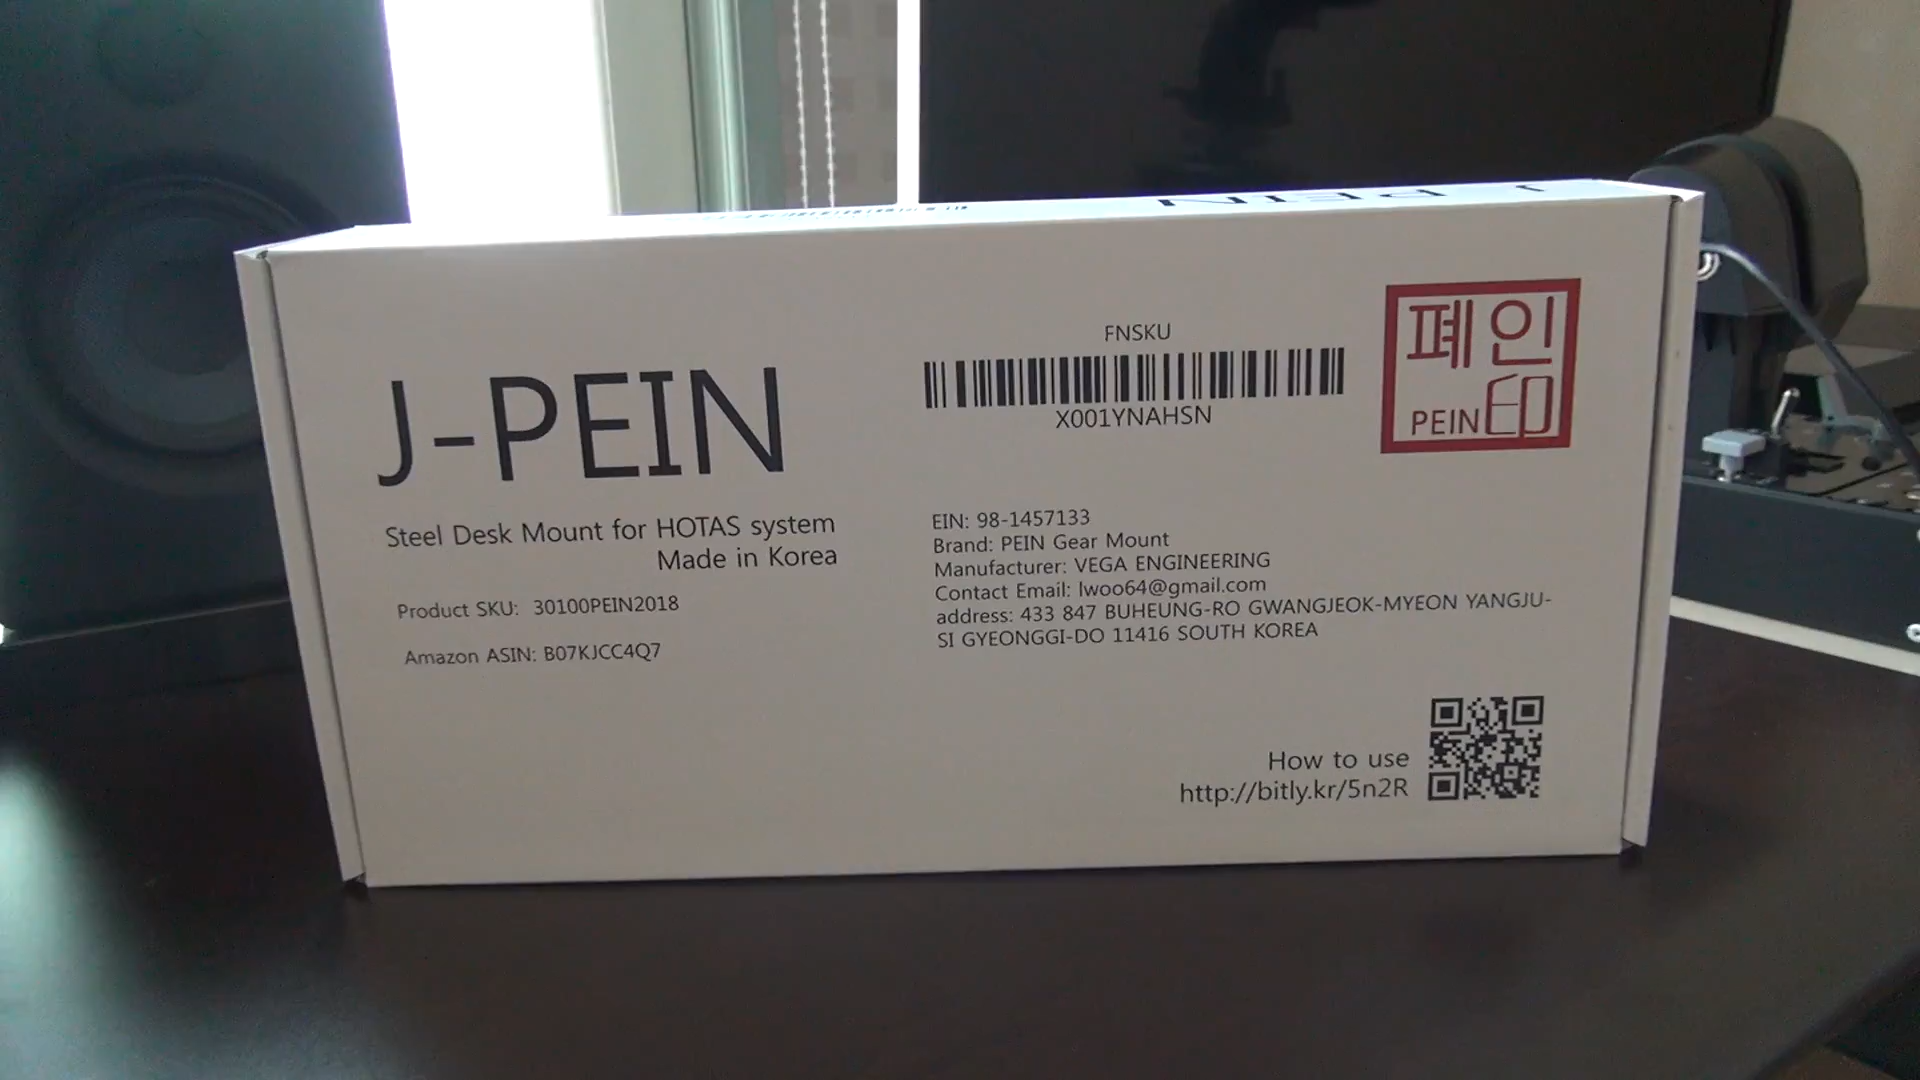 J-PEIN
J-PEIN
Steel Desk Mount for HOTAS system
Made in Korea
Product SKU: 30100PEIN2018
Amazon ASIN: B07KJCC4Q7
FNSKU
X001YNAHSN
페인
PEIN印
EIN: 98-1457133
Brand: PEIN Gear Mount
Manufacturer: VEGA ENGINEERING
Contact Email: lwoo64@gmail.com
address: 433 847 BUHEUNG-RO GWANGJEOK-MYEON YANGJU-
SI GYEONGGI-DO 11416 SOUTH KOREA
How to use
http://bitly.kr/5n2R